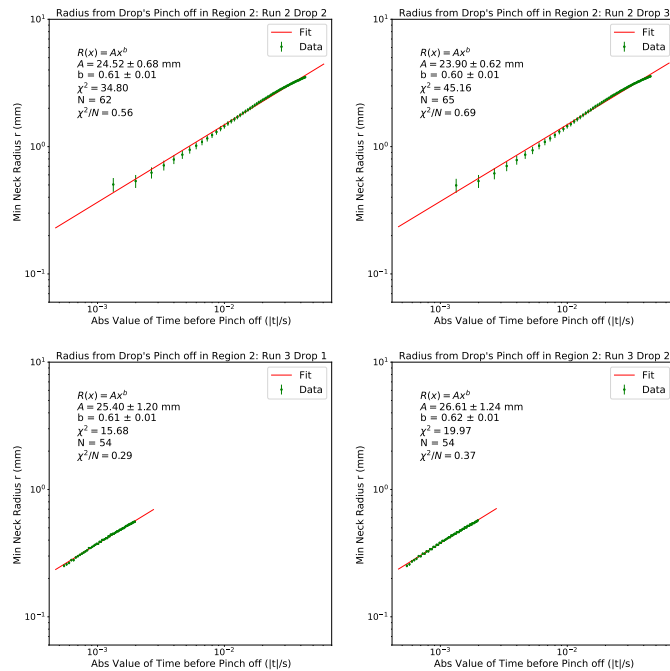 Radius from Drop's Pinch off in Region 2: Run 2 Drop 2
Fit
Data
R(x) = Ax^b
A = 24.52 ± 0.68 mm
b = 0.61 ± 0.01
χ² = 34.80
N = 62
χ²/N = 0.56
10¹
10⁰
10⁻¹
Min Neck Radius r (mm)
10⁻³
10⁻²
Abs Value of Time before Pinch off (|t|/s)
Radius from Drop's Pinch off in Region 2: Run 2 Drop 3
Fit
Data
R(x) = Ax^b
A = 23.90 ± 0.62 mm
b = 0.60 ± 0.01
χ² = 45.16
N = 65
χ²/N = 0.69
10¹
10⁰
10⁻¹
Min Neck Radius r (mm)
10⁻³
10⁻²
Abs Value of Time before Pinch off (|t|/s)
Radius from Drop's Pinch off in Region 2: Run 3 Drop 1
Fit
Data
R(x) = Ax^b
A = 25.40 ± 1.20 mm
b = 0.61 ± 0.01
χ² = 15.68
N = 54
χ²/N = 0.29
10¹
10⁰
10⁻¹
Min Neck Radius r (mm)
10⁻³
10⁻²
Abs Value of Time before Pinch off (|t|/s)
Radius from Drop's Pinch off in Region 2: Run 3 Drop 2
Fit
Data
R(x) = Ax^b
A = 26.61 ± 1.24 mm
b = 0.62 ± 0.01
χ² = 19.97
N = 54
χ²/N = 0.37
10¹
10⁰
10⁻¹
Min Neck Radius r (mm)
10⁻³
10⁻²
Abs Value of Time before Pinch off (|t|/s)